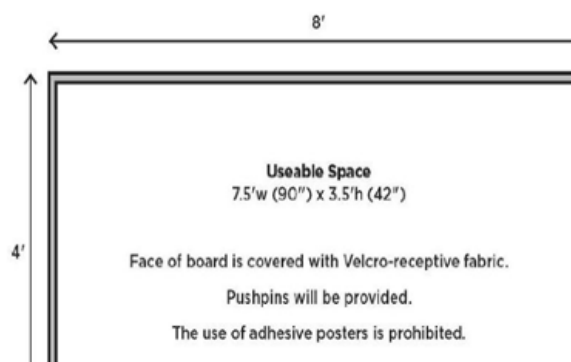 8'
Useable Space
7.5'w (90") x 3.5'h (42")
4'
Face of board is covered with Velcro-receptive fabric.
Pushpins will be provided.
The use of adhesive posters is prohibited.